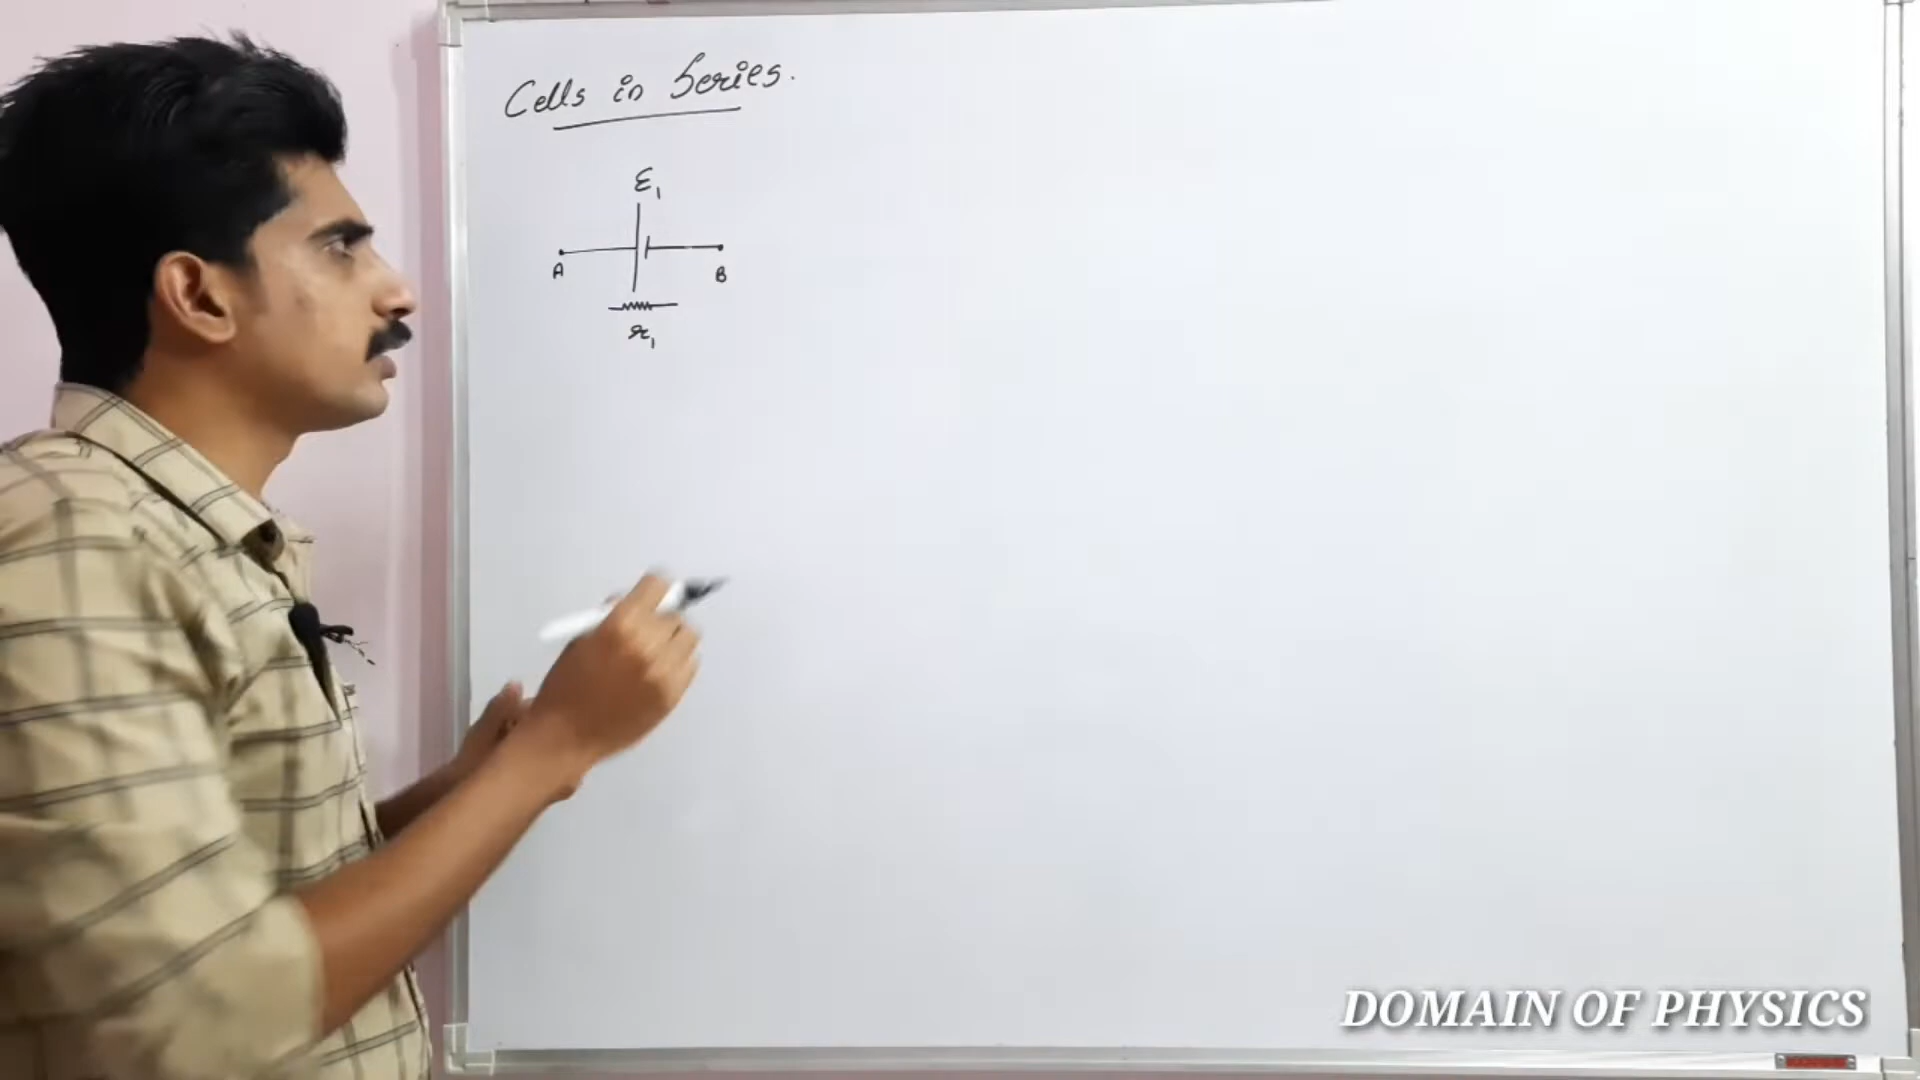 Cells in Series.
ε₁
A B
r₁
DOMAIN OF PHYSICS